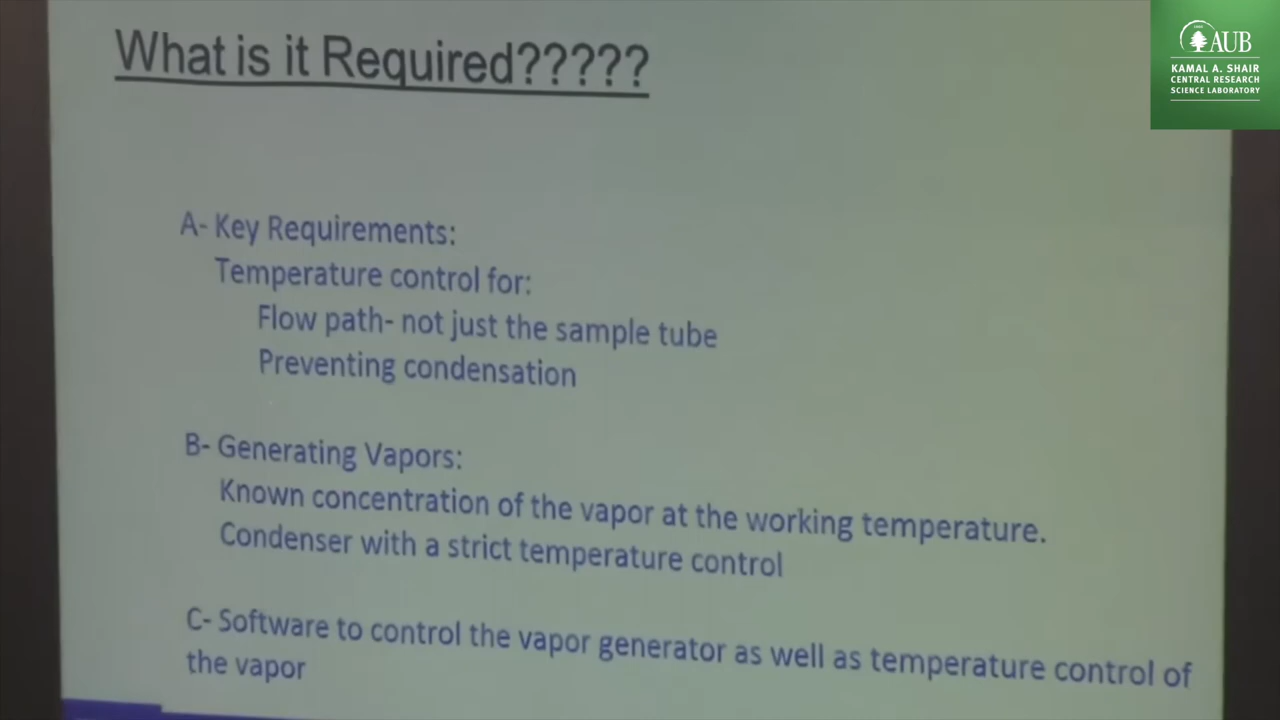 What is it Required?????
AUB
KAMAL A. SHAIR
CENTRAL RESEARCH
SCIENCE LABORATORY
A- Key Requirements:
Temperature control for:
Flow path- not just the sample tube
Preventing condensation
B- Generating Vapors:
Known concentration of the vapor at the working temperature.
Condenser with a strict temperature control
C- Software to control the vapor generator as well as temperature control of
the vapor